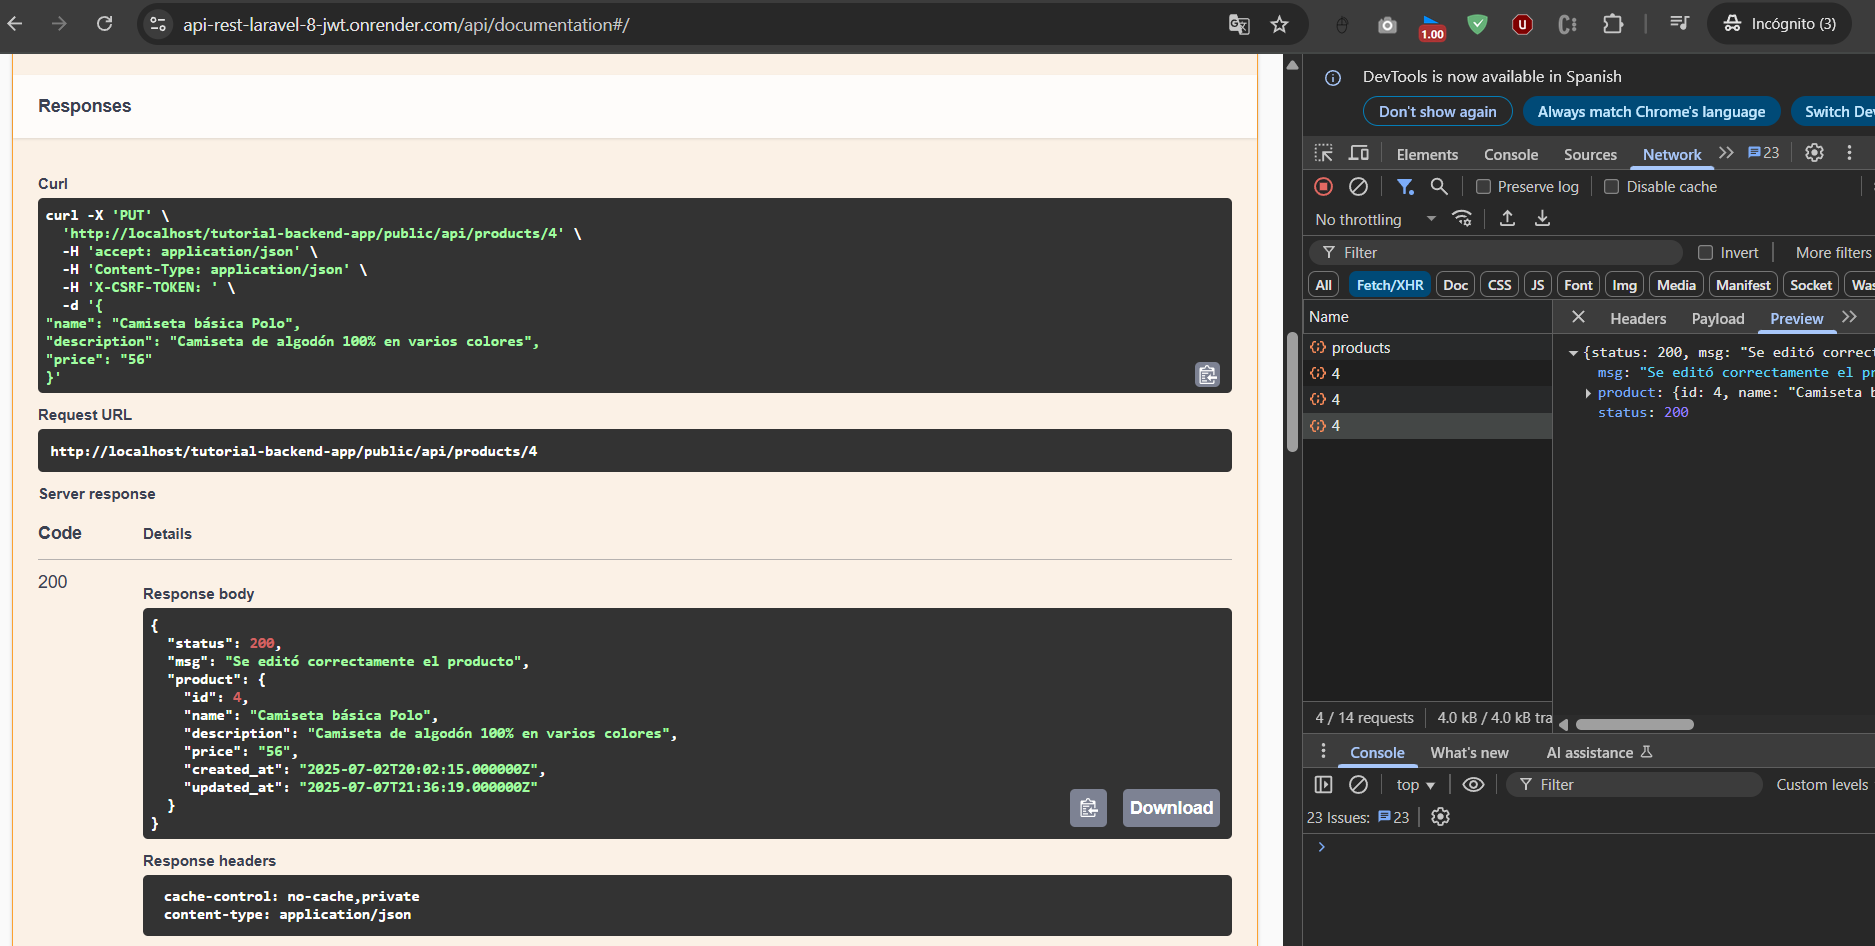 api-rest-laravel-8-jwt.onrender.com/api/documentation#/
1.00
Incógnito (3)
Responses
Curl
curl -X 'PUT' \
'http://localhost/tutorial-backend-app/public/api/products/4' \
-H 'accept: application/json' \
-H 'Content-Type: application/json' \
-H 'X-CSRF-TOKEN: ' \
-d '{
"name": "Camiseta básica Polo",
"description": "Camiseta de algodón 100% en varios colores",
"price": "56"
}'
Request URL
http://localhost/tutorial-backend-app/public/api/products/4
Server response
Code Details
200
Response body
{
"status": 200,
"msg": "Se editó correctamente el producto",
"product": {
"id": 4,
"name": "Camiseta básica Polo",
"description": "Camiseta de algodón 100% en varios colores",
"price": "56",
"created_at": "2025-07-02T20:02:15.000000Z",
"updated_at": "2025-07-07T21:36:19.000000Z"
}
}
Download
Response headers
cache-control: no-cache,private
content-type: application/json
DevTools is now available in Spanish
Don't show again Always match Chrome's language Switch Dev
Elements Console Sources Network 23
Preserve log Disable cache
No throttling
Filter Invert More filters
All Fetch/XHR Doc CSS JS Font Img Media Manifest Socket Was
Name
products
4
4
4
Headers Payload Preview
{status: 200, msg: "Se editó correct
msg: "Se editó correctamente el pr
product: {id: 4, name: "Camiseta b
status: 200
4 / 14 requests 4.0 kB / 4.0 kB tra
Console What's new AI assistance
top Filter Custom levels
23 Issues: 23